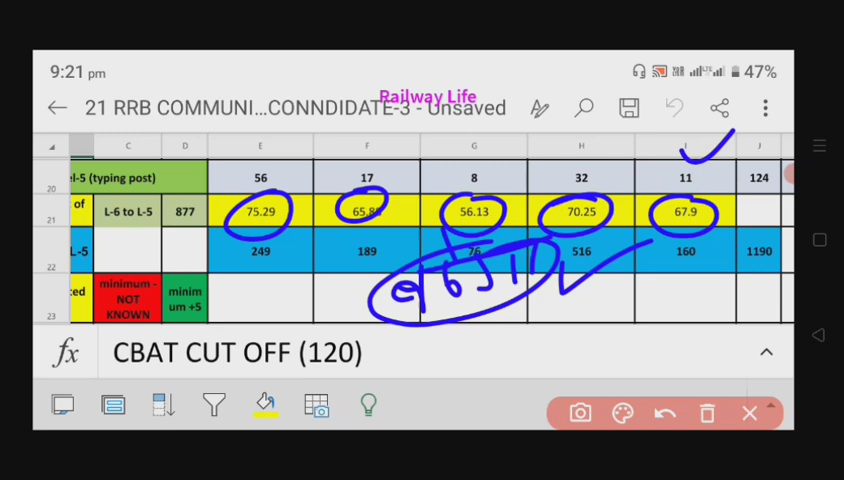 9:21 pm
47%
Railway Life
21 RRB COMMUNI...CONNDIDATE-3 - Unsaved
C D E F G H I J
20 el-5 (typing post) 56 17 8 32 11 124
21 of L-6 to L-5 877 75.29 56.13 70.25 67.9
22 L-5 249 189 76 516 160 1190
23 ted minimum - NOT KNOWN minim um +5
fx CBAT CUT OFF (120)